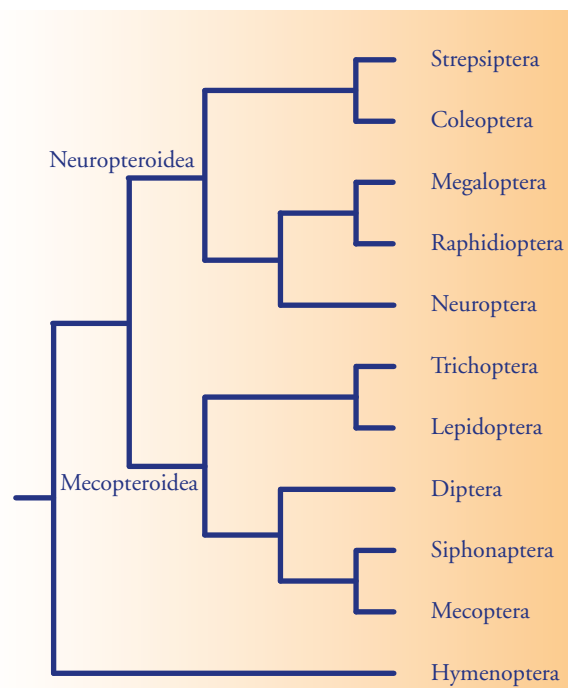 Strepsiptera
Coleoptera
Neuropteroidea
Megaloptera
Raphidioptera
Neuroptera
Trichoptera
Lepidoptera
Mecopteroidea
Diptera
Siphonaptera
Mecoptera
Hymenoptera